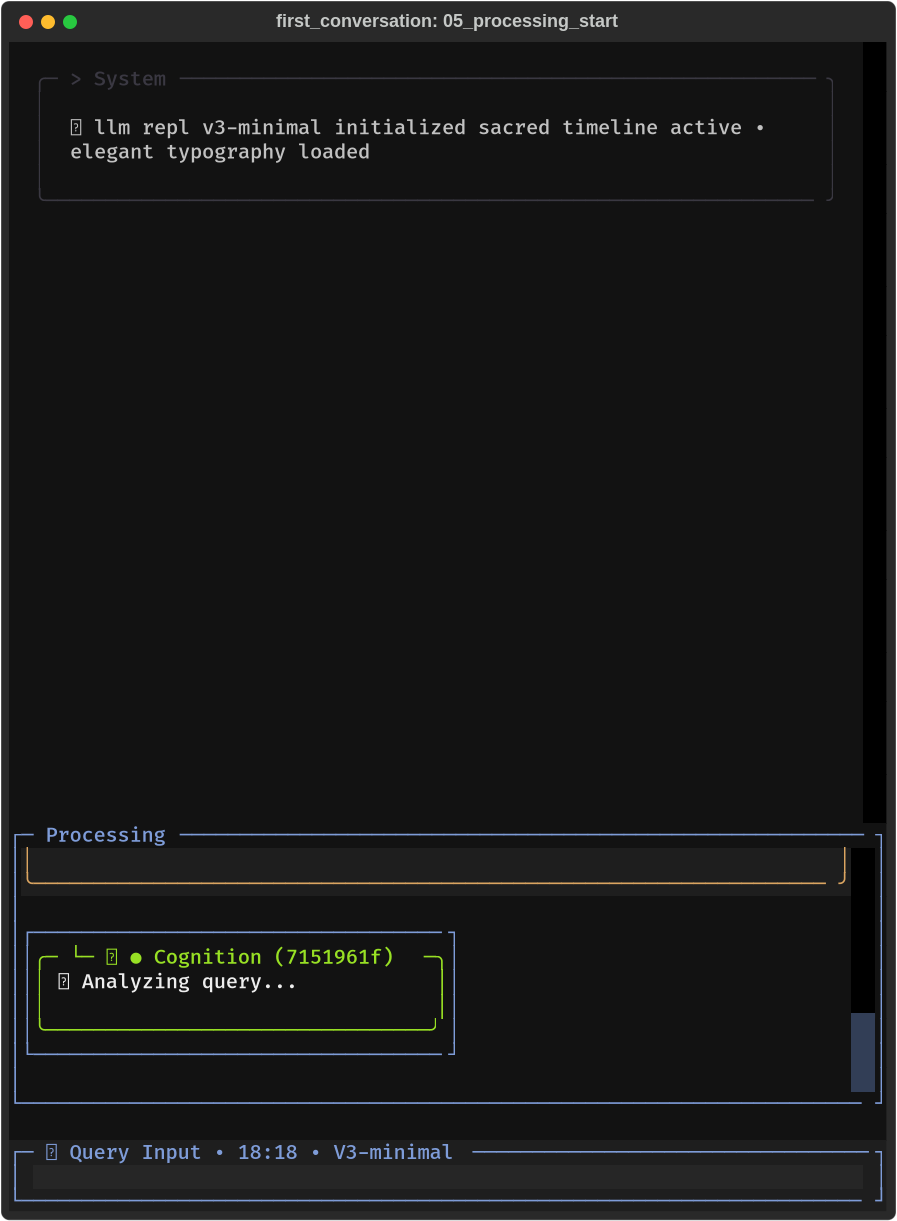 first_conversation: 05_processing_start
> System
llm repl v3-minimal initialized sacred timeline active •
elegant typography loaded
Processing
● Cognition (7151961f)
Analyzing query...
Query Input • 18:18 • V3-minimal